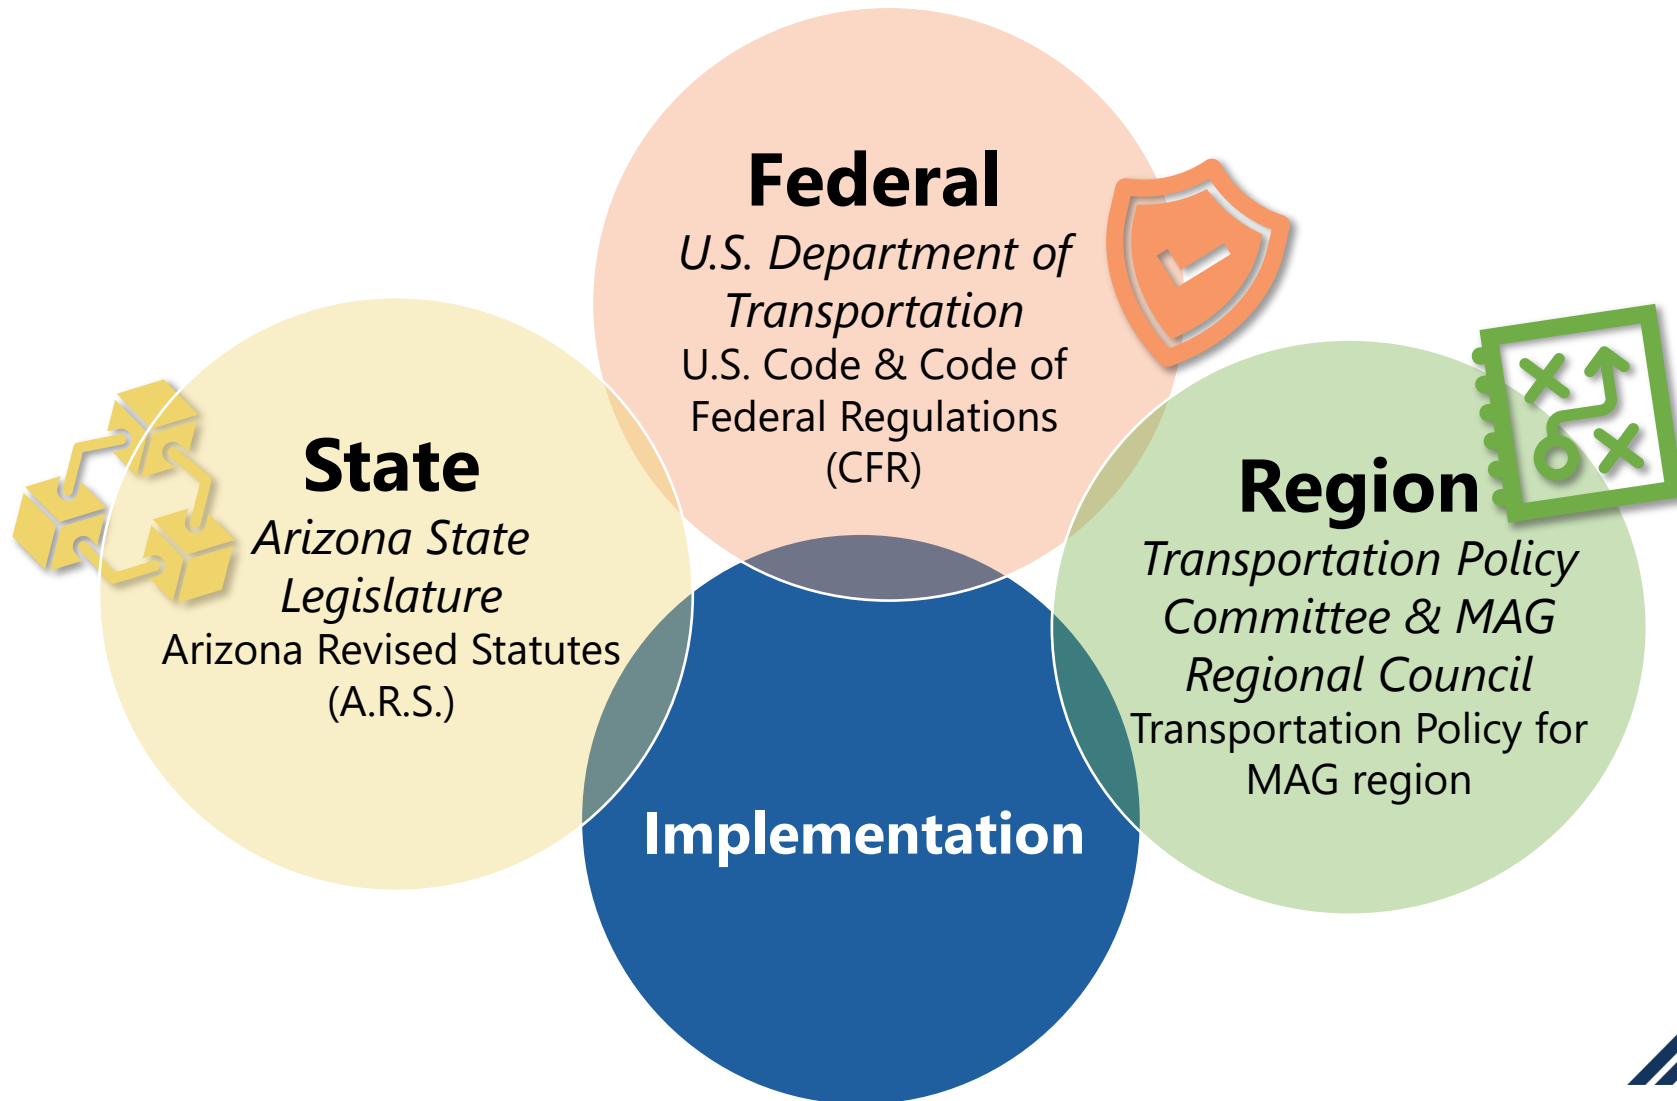 Federal
U.S. Department of
Transportation
U.S. Code & Code of
Federal Regulations
(CFR)
State
Arizona State
Legislature
Arizona Revised Statutes
(A.R.S.)
Region
Transportation Policy
Committee & MAG
Regional Council
Transportation Policy for
MAG region
Implementation